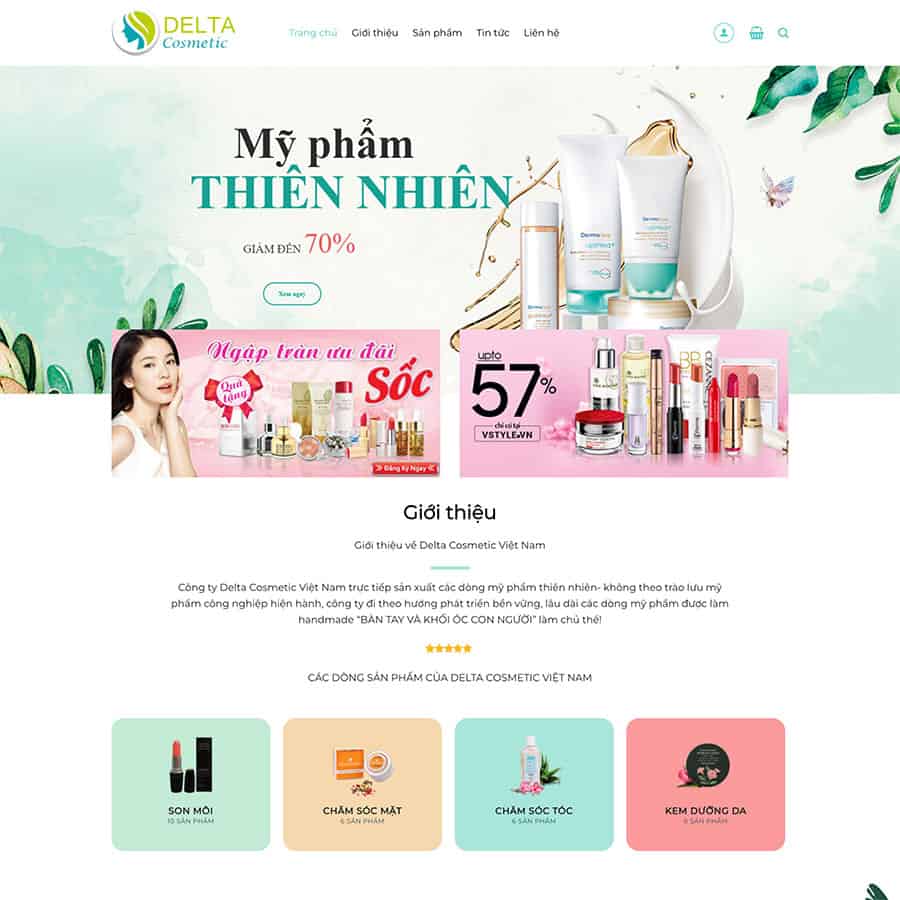 DELTA
Cosmetic
Trang chủ Giới thiệu Sản phẩm Tin tức Liên hệ
Mỹ phẩm
THIÊN NHIÊN
GIẢM ĐẾN 70%
Xem ngay
Ngập tràn ưu đãi
Sốc
Quà
tặng
Đăng Ký Ngay
upto
57%
chỉ có tại
VSTYLE.VN
BB
CEZANNE
Giới thiệu
Giới thiệu về Delta Cosmetic Việt Nam
Công ty Delta Cosmetic Việt Nam trực tiếp sản xuất các dòng mỹ phẩm thiên nhiên- không theo trào lưu mỹ
phẩm công nghiệp hiện hành, công ty đi theo hướng phát triển bền vững, lâu dài các dòng mỹ phẩm được làm
handmade “BÀN TAY VÀ KHỐI ÓC CON NGƯỜI” làm chủ thể!
CÁC DÒNG SẢN PHẨM CỦA DELTA COSMETIC VIỆT NAM
SON MÔI
10 SẢN PHẨM
CHĂM SÓC MẶT
6 SẢN PHẨM
CHĂM SÓC TÓC
6 SẢN PHẨM
KEM DƯỠNG DA
9 SẢN PHẨM